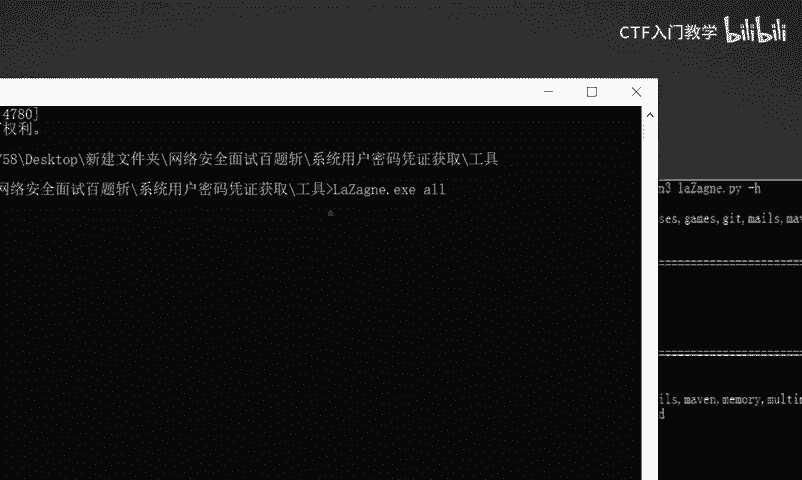 CTF入门教学 bilibili
4780]
权利。
758\Desktop\新建文件夹\网络安全面试百题斩\系统用户密码凭证获取\工具
网络安全面试百题斩\系统用户密码凭证获取\工具>LaZagne.exe all
n3 laZagne.py -h
ses,games,git,mails,mav
ils,maven,memory,multim
d